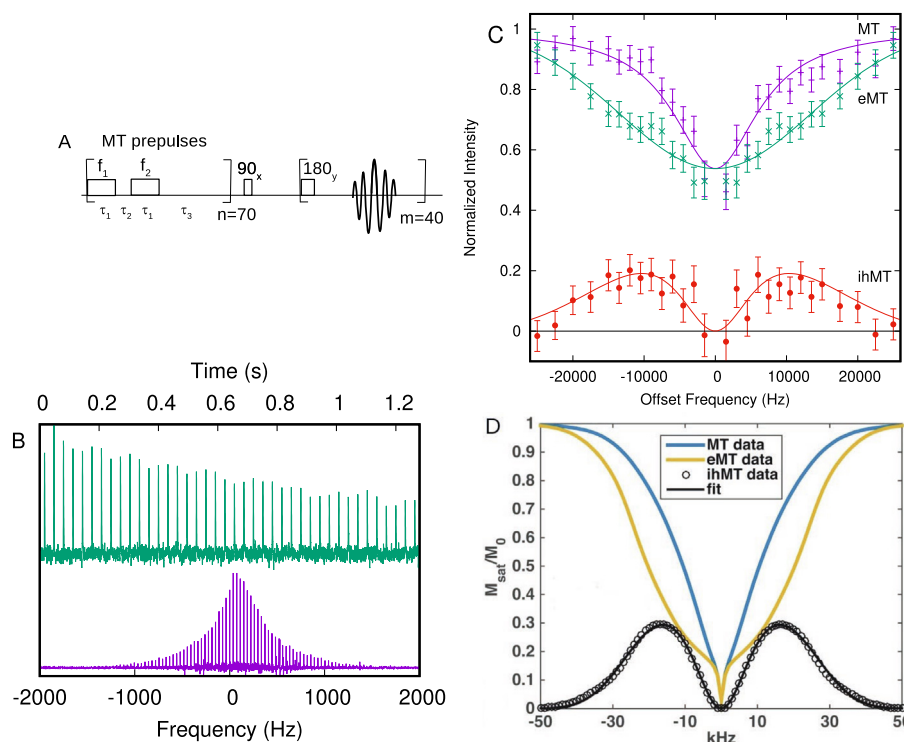 A
MT prepulses
f₁ f₂ 90ₓ 180ᵧ
τ₁ τ₂ τ₁ τ₃ n=70 m=40
C
MT
eMT
ihMT
Normalized Intensity
1
0.8
0.6
0.4
0.2
0
-20000 -10000 0 10000 20000
Offset Frequency (Hz)
Time (s)
0 0.2 0.4 0.6 0.8 1 1.2
B
-2000 -1000 0 1000 2000
Frequency (Hz)
D
MT data
eMT data
ihMT data
fit
M_sat/M_0
1
0.9
0.8
0.7
0.6
0.5
0.4
0.3
0.2
0.1
0
-50 -30 -10 10 30 50
kHz